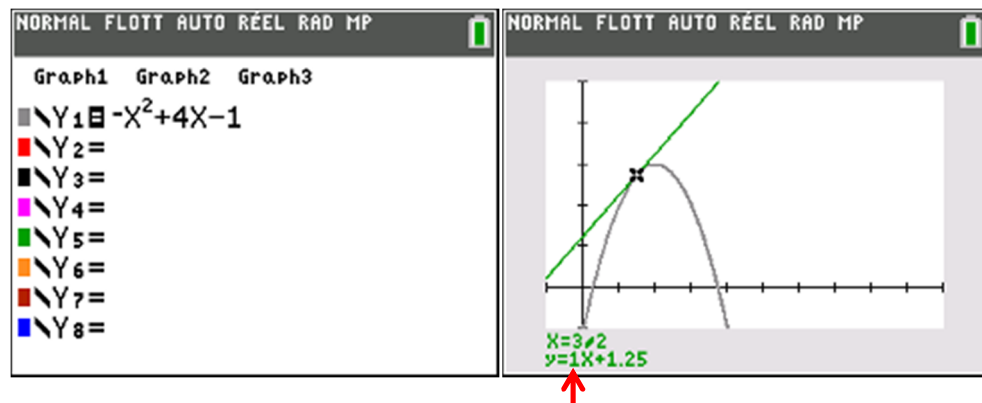 NORMAL FLOTT AUTO RÉEL RAD MP
Graph1 Graph2 Graph3
\Y1=-X²+4X-1
\Y2=
\Y3=
\Y4=
\Y5=
\Y6=
\Y7=
\Y8=
NORMAL FLOTT AUTO RÉEL RAD MP
X=3/2
y=1X+1.25